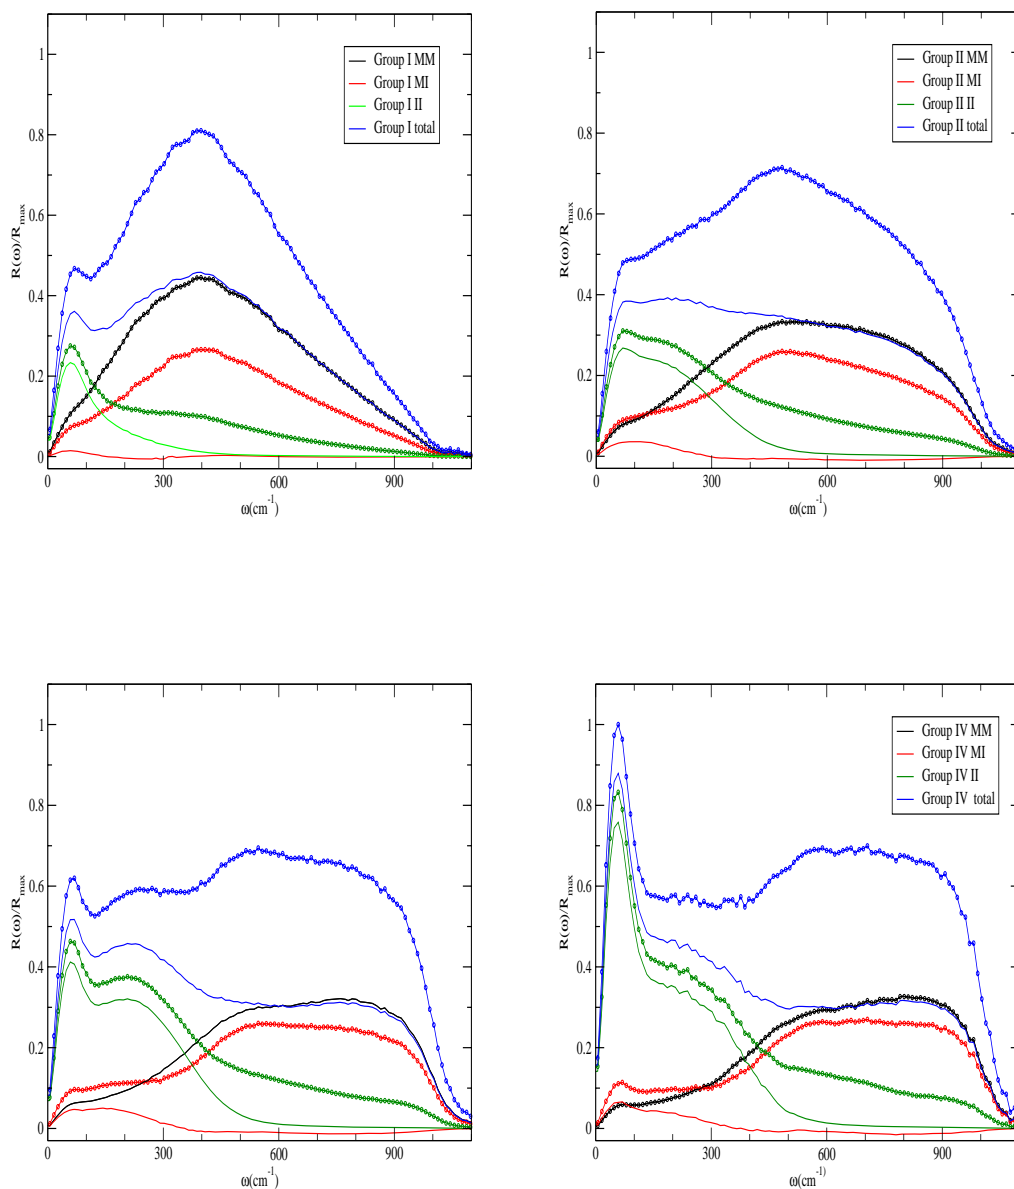 Group I MM
Group I MI
Group I II
Group I total
R(ω)/Rmax
1
0.8
0.6
0.4
0.2
0
0 300 600 900
ω(cm-1)
Group II MM
Group II MI
Group II II
Group II total
R(ω)/Rmax
1
0.8
0.6
0.4
0.2
0
0 300 600 900
ω(cm-1)
R(ω)/Rmax
1
0.8
0.6
0.4
0.2
0
0 300 600 900
ω(cm-1)
Group IV MM
Group IV MI
Group IV II
Group IV total
R(ω)/Rmax
1
0.8
0.6
0.4
0.2
0
0 300 600 900
ω(cm-1)